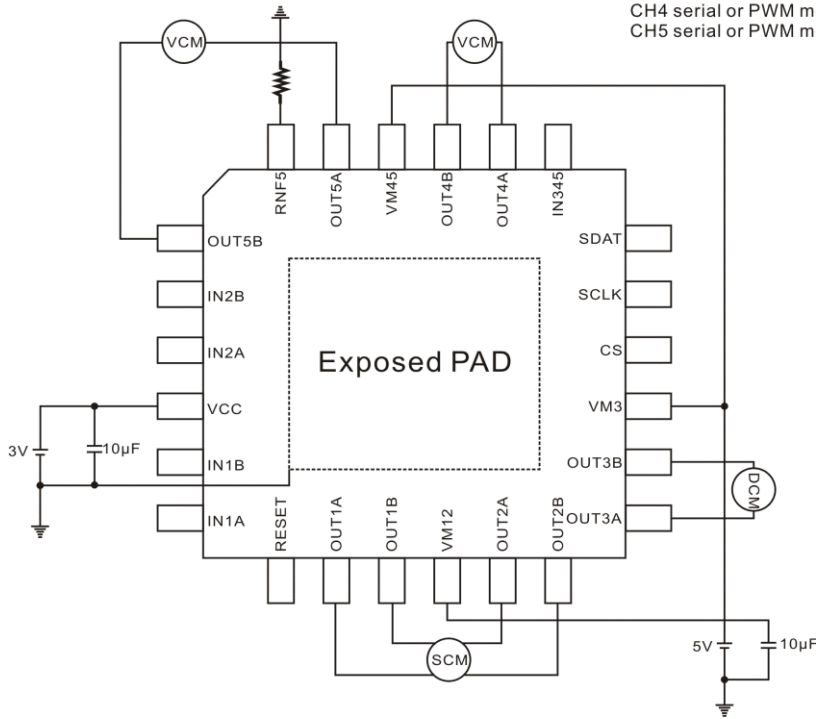 CH4 serial or PWM m
CH5 serial or PWM m
VCM
VCM
RNF5
OUT5A
VM45
OUT4B
OUT4A
IN345
OUT5B
IN2B
IN2A
VCC
IN1B
IN1A
SDAT
SCLK
CS
VM3
OUT3B
OUT3A
Exposed PAD
3V
10µF
DCM
RESET
OUT1A
OUT1B
VM12
OUT2A
OUT2B
SCM
5V
10µF